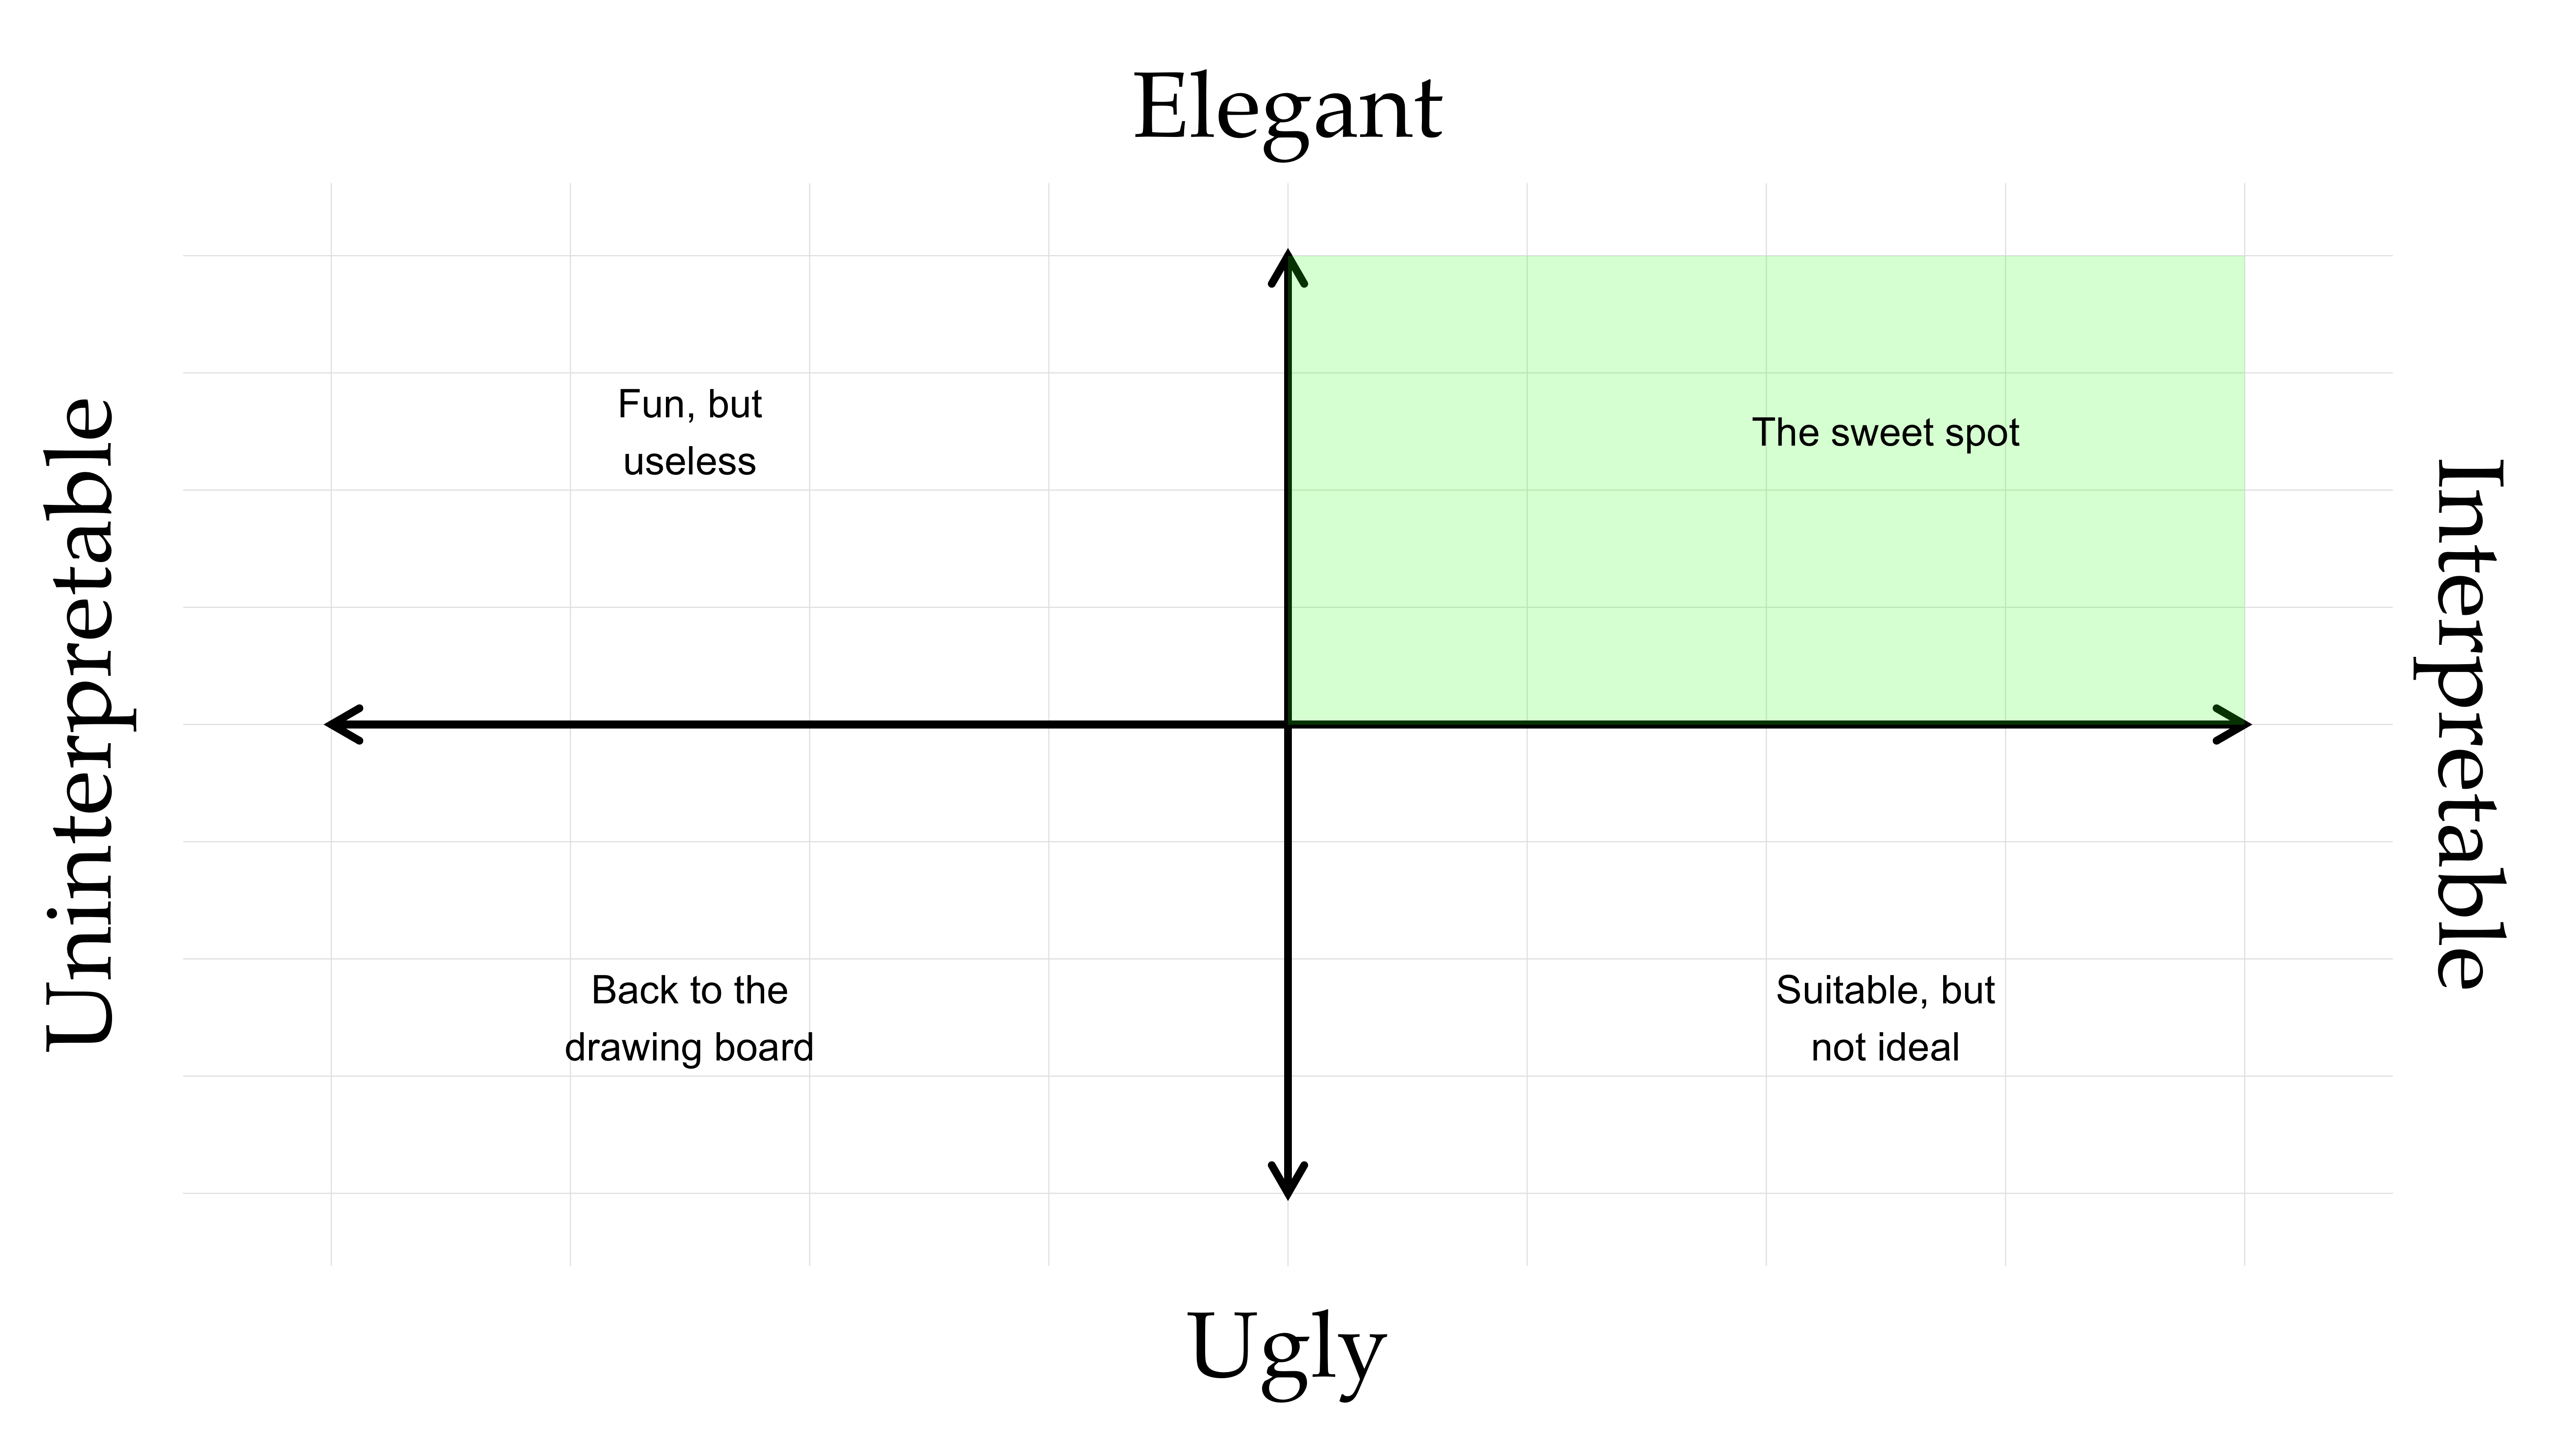 Elegant
Fun, but
useless
The sweet spot
Uninterpretable
Interpretable
Back to the
drawing board
Suitable, but
not ideal
Ugly